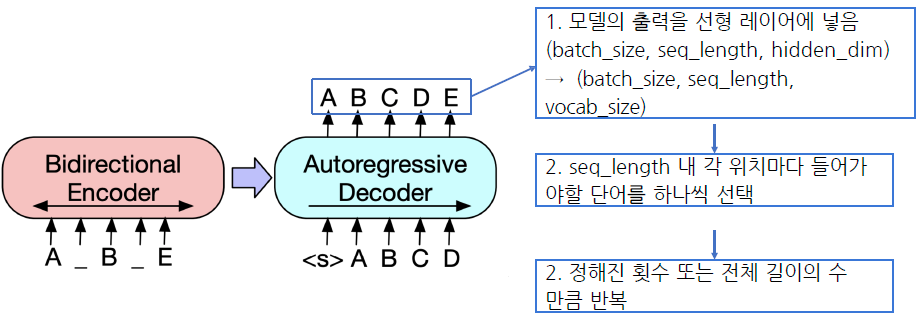 Bidirectional
Encoder
A _ B _ E
A B C D E
Autoregressive
Decoder
<s> A B C D
1. 모델의 출력을 선형 레이어에 넣음
(batch_size, seq_length, hidden_dim)
→ (batch_size, seq_length,
vocab_size)
2. seq_length 내 각 위치마다 들어가
야할 단어를 하나씩 선택
2. 정해진 횟수 또는 전체 길이의 수
만큼 반복